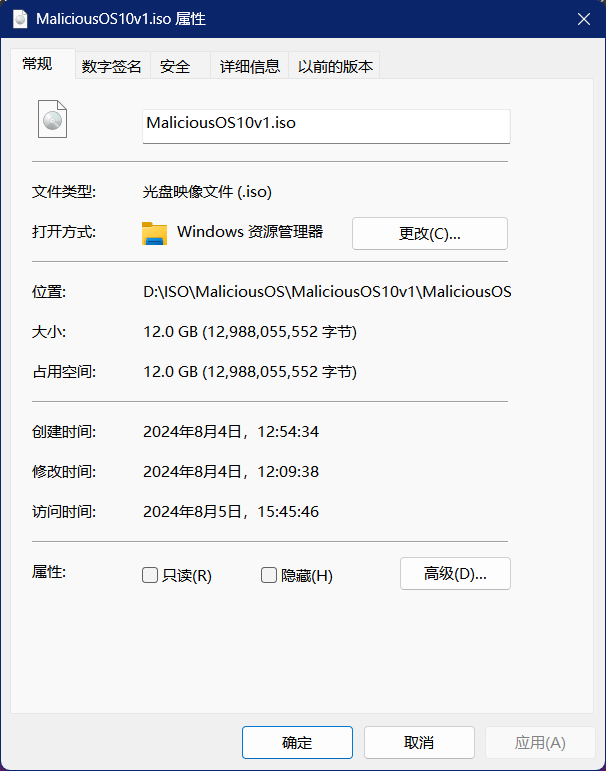 MaliciousOS10v1.iso 属性
常规 数字签名 安全 详细信息 以前的版本
MaliciousOS10v1.iso
文件类型: 光盘映像文件 (.iso)
打开方式: Windows 资源管理器 更改(C)...
位置: D:\ISO\MaliciousOS\MaliciousOS10v1\MaliciousOS
大小: 12.0 GB (12,988,055,552 字节)
占用空间: 12.0 GB (12,988,055,552 字节)
创建时间: 2024年8月4日，12:54:34
修改时间: 2024年8月4日，12:09:38
访问时间: 2024年8月5日，15:45:46
属性: 只读(R) 隐藏(H) 高级(D)...
确定 取消 应用(A)